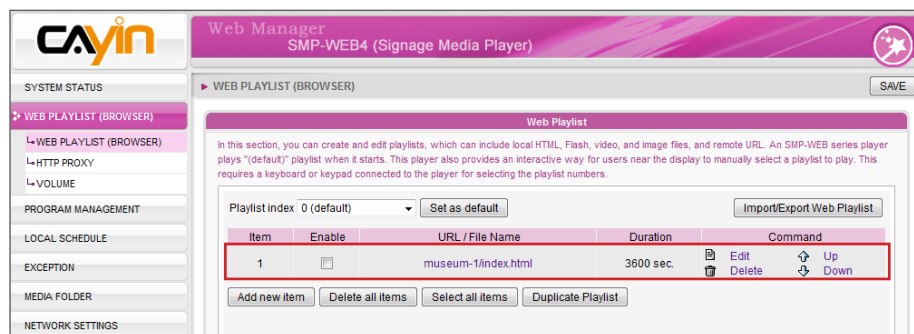 CAYIN
Web Manager
SMP-WEB4 (Signage Media Player)
SYSTEM STATUS
WEB PLAYLIST (BROWSER)
WEB PLAYLIST (BROWSER)
HTTP PROXY
VOLUME
PROGRAM MANAGEMENT
LOCAL SCHEDULE
EXCEPTION
MEDIA FOLDER
NETWORK SETTINGS
WEB PLAYLIST (BROWSER) SAVE
Web Playlist
In this section, you can create and edit playlists, which can include local HTML, Flash, video, and image files, and remote URL. An SMP-WEB series player
plays "(default)" playlist when it starts. This player also provides an interactive way for users near the display to manually select a playlist to play. This
requires a keyboard or keypad connected to the player for selecting the playlist numbers.
Playlist index 0 (default) Set as default Import/Export Web Playlist
Item Enable URL / File Name Duration Command
1 museum-1/index.html 3600 sec. Edit Up
Delete Down
Add new item Delete all items Select all items Duplicate Playlist